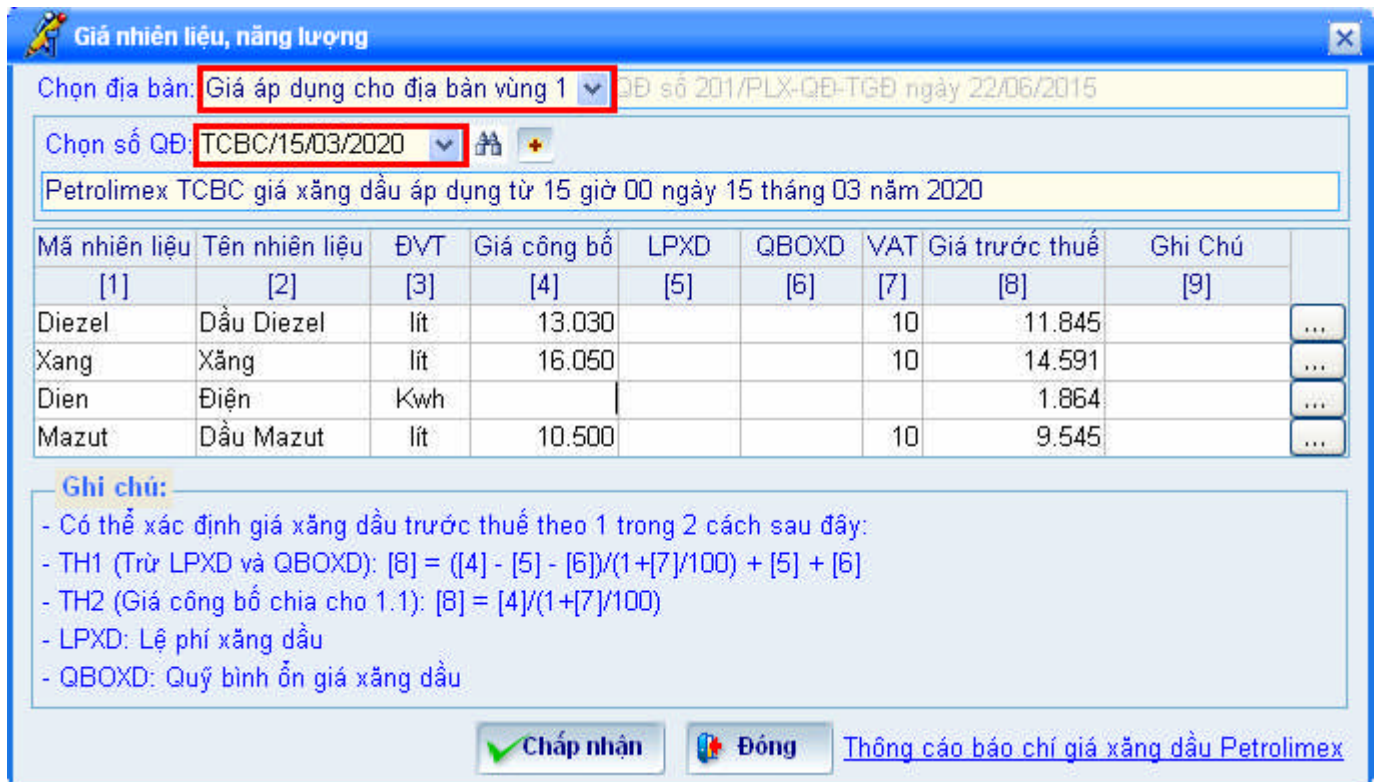 Giá nhiên liệu, năng lượng
Chọn địa bàn: Giá áp dụng cho địa bàn vùng 1 QĐ số 201/PLX-QĐ-TGĐ ngày 22/06/2015
Chọn số QĐ: TCBC/15/03/2020
Petrolimex TCBC giá xăng dầu áp dụng từ 15 giờ 00 ngày 15 tháng 03 năm 2020
Mã nhiên liệu Tên nhiên liệu ĐVT Giá công bố LPXD QBOXD VAT Giá trước thuế Ghi Chú
[1] [2] [3] [4] [5] [6] [7] [8] [9]
Diezel Dầu Diezel lít 13.030 10 11.845 ...
Xang Xăng lít 16.050 10 14.591 ...
Dien Điện Kwh 1.864 ...
Mazut Dầu Mazut lít 10.500 10 9.545 ...
Ghi chú:
- Có thể xác định giá xăng dầu trước thuế theo 1 trong 2 cách sau đây:
- TH1 (Trừ LPXD và QBOXD): [8] = ([4] - [5] - [6])/(1+[7]/100) + [5] + [6]
- TH2 (Giá công bố chia cho 1.1): [8] = [4]/(1+[7]/100)
- LPXD: Lệ phí xăng dầu
- QBOXD: Quỹ bình ổn giá xăng dầu
Chấp nhận Đóng Thông cáo báo chí giá xăng dầu Petrolimex